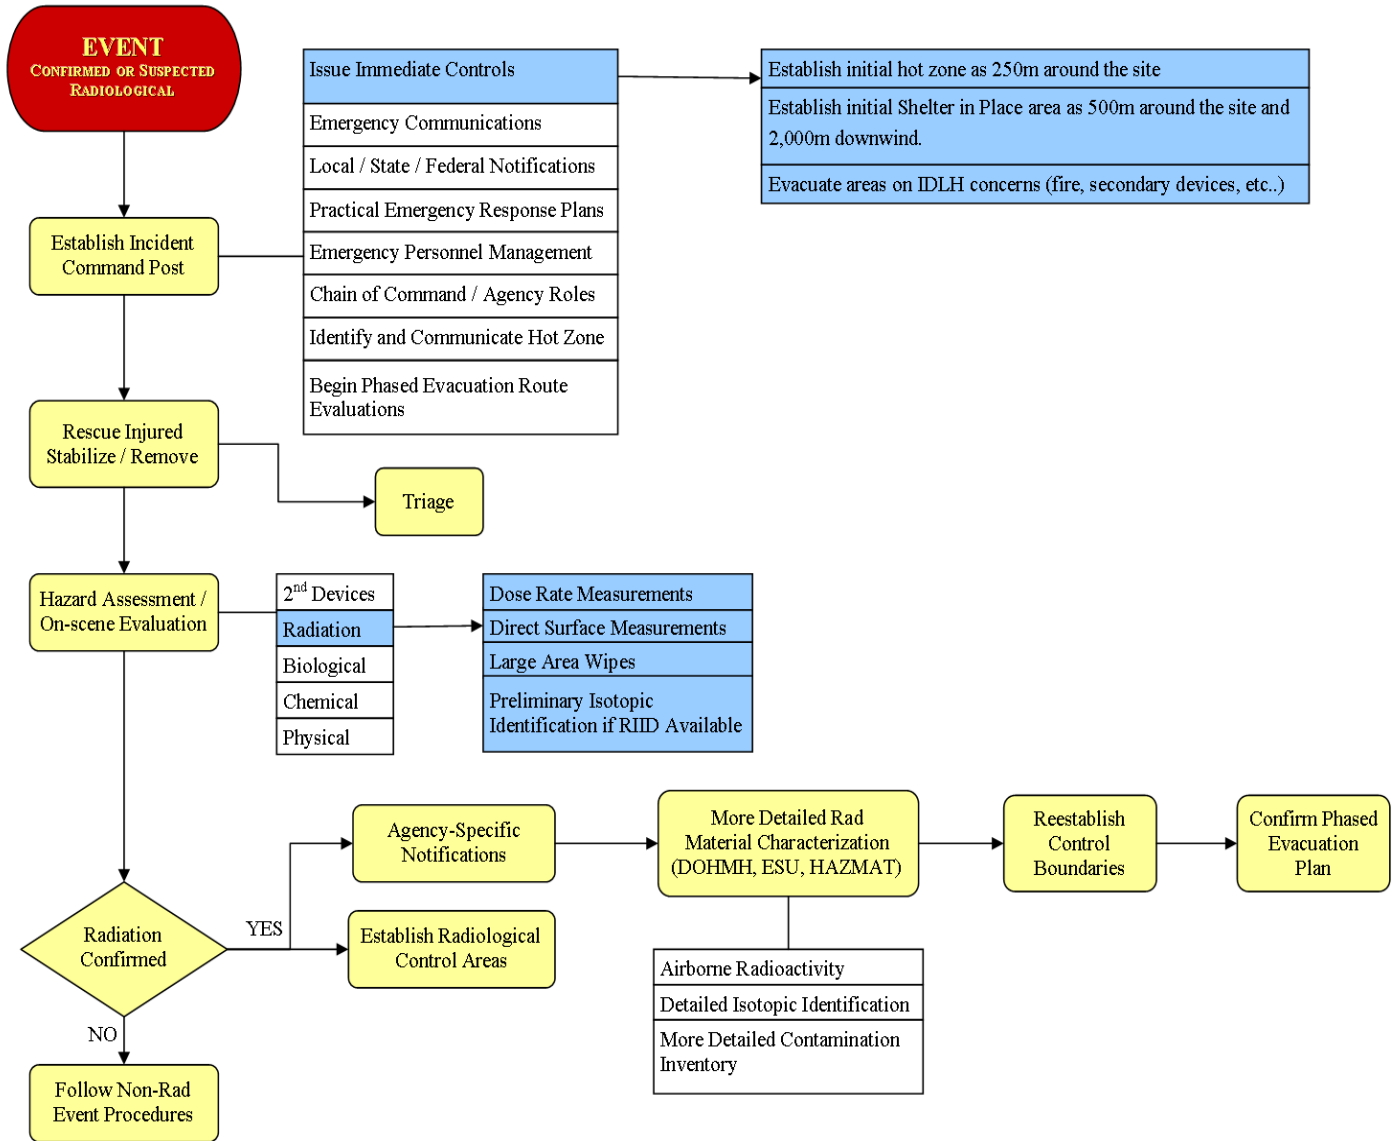 EVENT
CONFIRMED OR SUSPECTED
RADIOLOGICAL
Issue Immediate Controls
Emergency Communications
Local / State / Federal Notifications
Practical Emergency Response Plans
Emergency Personnel Management
Chain of Command / Agency Roles
Identify and Communicate Hot Zone
Begin Phased Evacuation Route
Evaluations
Establish initial hot zone as 250m around the site
Establish initial Shelter in Place area as 500m around the site and
2,000m downwind.
Evacuate areas on IDLH concerns (fire, secondary devices, etc..)
Establish Incident
Command Post
Rescue Injured
Stabilize / Remove
Triage
Hazard Assessment /
On-scene Evaluation
2nd Devices
Radiation
Biological
Chemical
Physical
Dose Rate Measurements
Direct Surface Measurements
Large Area Wipes
Preliminary Isotopic
Identification if RIID Available
Radiation
Confirmed
YES
NO
Agency-Specific
Notifications
Establish Radiological
Control Areas
More Detailed Rad
Material Characterization
(DOHMH, ESU, HAZMAT)
Reestablish
Control
Boundaries
Confirm Phased
Evacuation
Plan
Airborne Radioactivity
Detailed Isotopic Identification
More Detailed Contamination
Inventory
Follow Non-Rad
Event Procedures